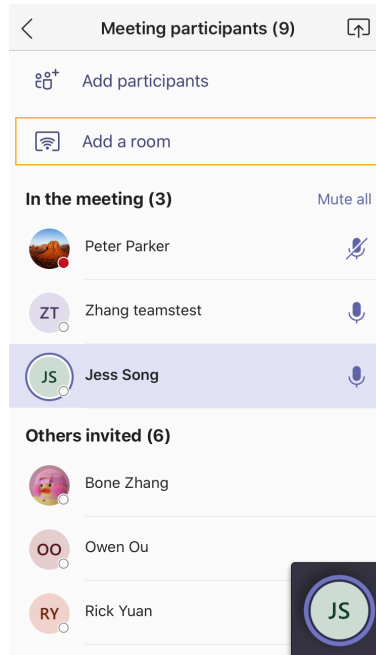 Meeting participants (9)
Add participants
Add a room
In the meeting (3) Mute all
Peter Parker
ZT Zhang teamstest
JS Jess Song
Others invited (6)
Bone Zhang
OO Owen Ou
RY Rick Yuan
JS